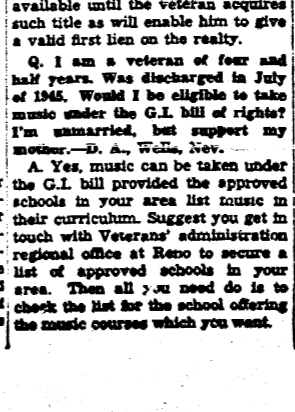 available until the veteran acquires
such title as will enable him to give
a valid first lien on the realty.
Q. I am a veteran of four and
half years. Was discharged in July
of 1945. Would I be eligible to take
music under the G.I. bill of rights?
I'm unmarried, but support my
mother.—D. A., Wells, Nev.
A. Yes, music can be taken under
the G.I. bill provided the approved
schools in your area list music in
their curriculum. Suggest you get in
touch with Veterans' administration
regional office at Reno to secure a
list of approved schools in your
area. Then all you need do is to
check the list for the school offering
the music courses which you want.